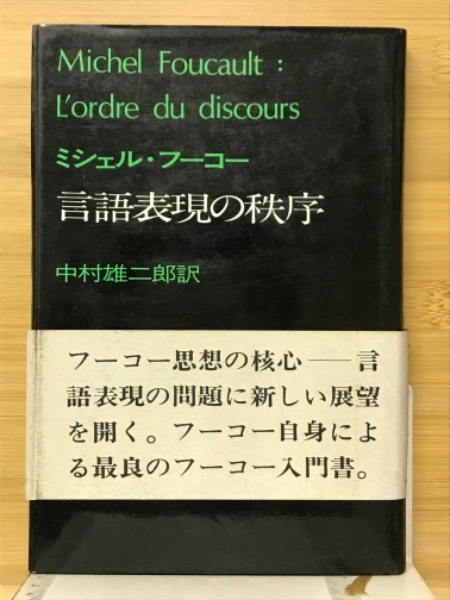 Michel Foucault :
L'ordre du discours
ミシェル・フーコー
言語表現の秩序
中村雄二郎訳
フーコー思想の核心――言
語表現の問題に新しい展望
を開く。フーコー自身によ
る最良のフーコー入門書。